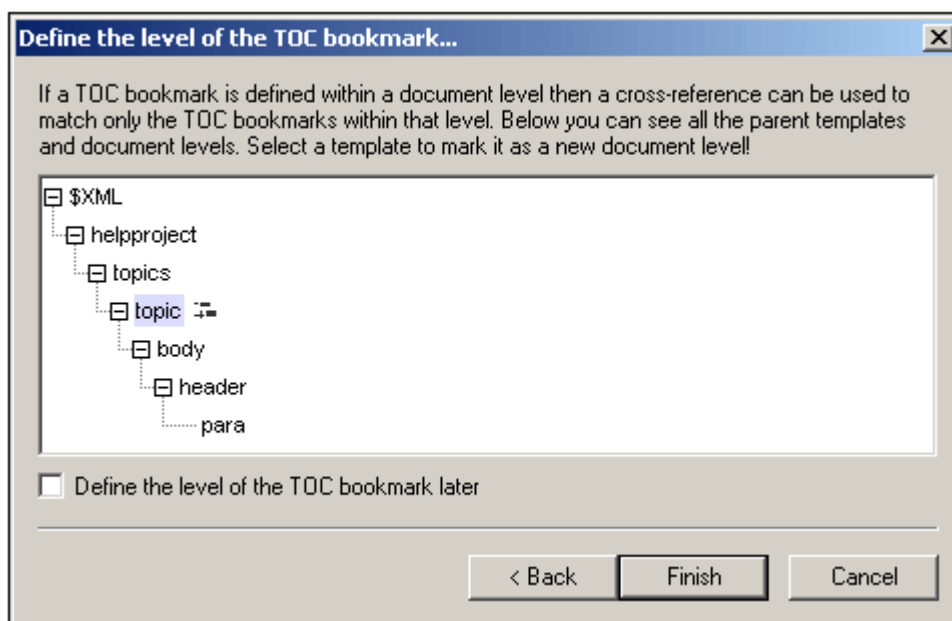 Define the level of the TOC bookmark...
If a TOC bookmark is defined within a document level then a cross-reference can be used to
match only the TOC bookmarks within that level. Below you can see all the parent templates
and document levels. Select a template to mark it as a new document level!
$XML
helpproject
topics
topic
body
header
para
Define the level of the TOC bookmark later
< Back
Finish
Cancel